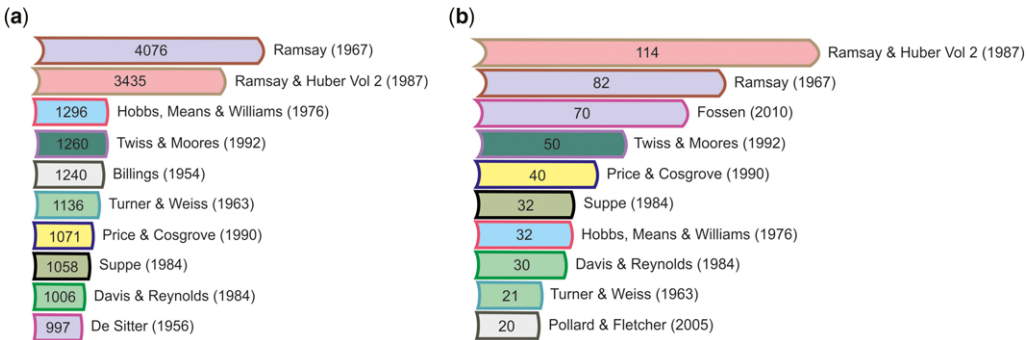 (a)
4076 Ramsay (1967)
3435 Ramsay & Huber Vol 2 (1987)
1296 Hobbs, Means & Williams (1976)
1260 Twiss & Moores (1992)
1240 Billings (1954)
1136 Turner & Weiss (1963)
1071 Price & Cosgrove (1990)
1058 Suppe (1984)
1006 Davis & Reynolds (1984)
997 De Sitter (1956)
(b)
114 Ramsay & Huber Vol 2 (1987)
82 Ramsay (1967)
70 Fossen (2010)
50 Twiss & Moores (1992)
40 Price & Cosgrove (1990)
32 Suppe (1984)
32 Hobbs, Means & Williams (1976)
30 Davis & Reynolds (1984)
21 Turner & Weiss (1963)
20 Pollard & Fletcher (2005)